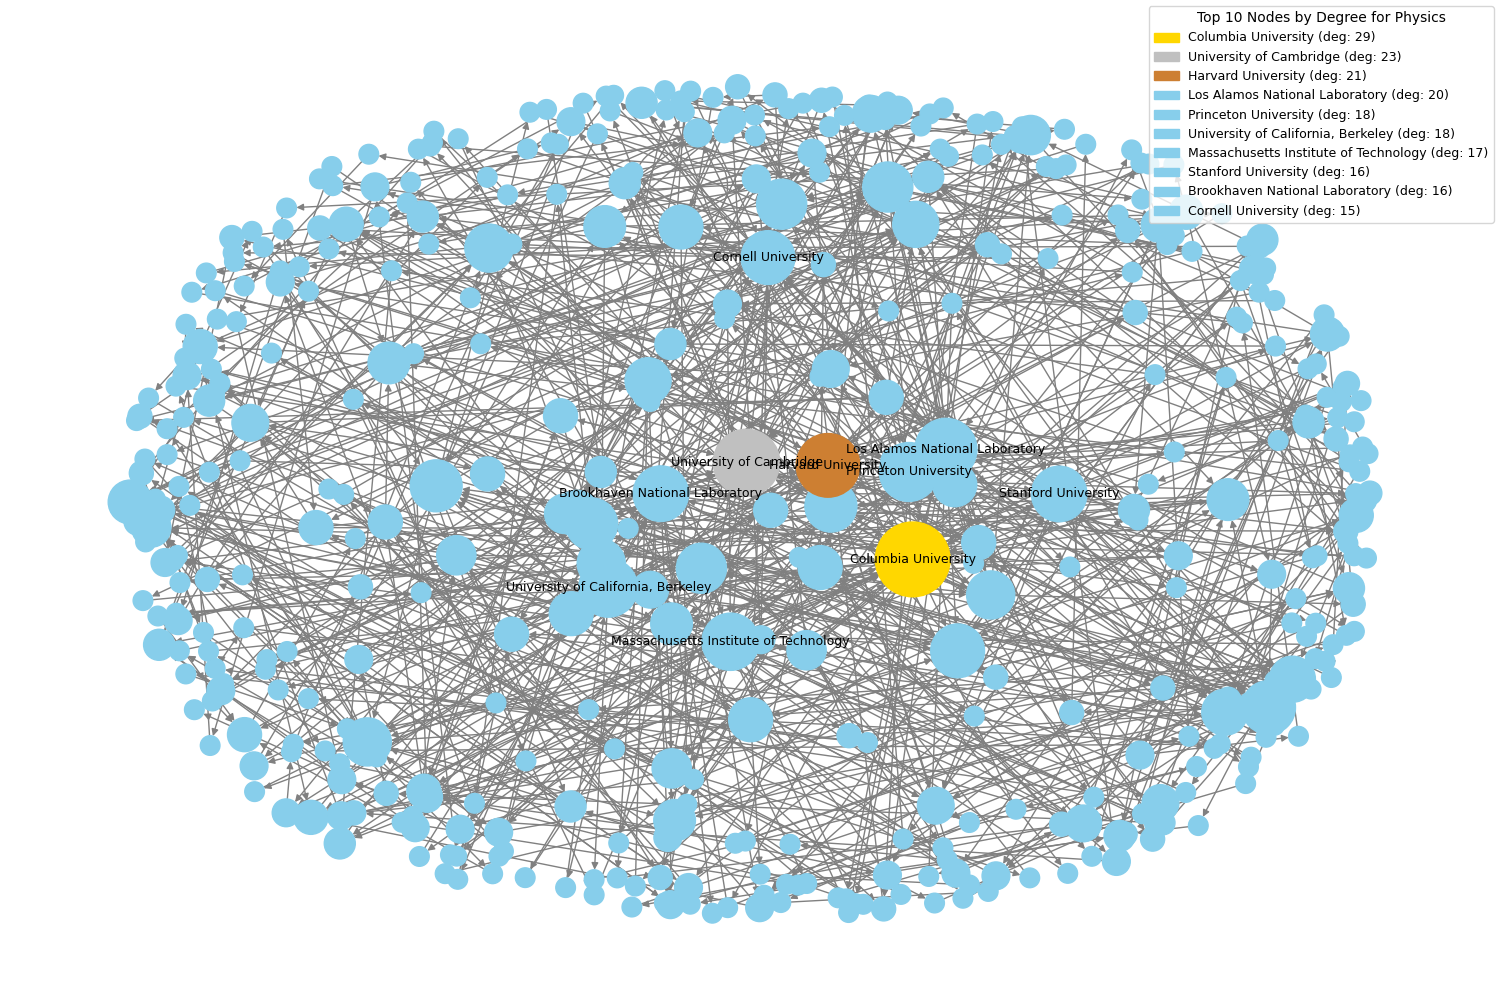 Top 10 Nodes by Degree for Physics
Columbia University (deg: 29)
University of Cambridge (deg: 23)
Harvard University (deg: 21)
Los Alamos National Laboratory (deg: 20)
Princeton University (deg: 18)
University of California, Berkeley (deg: 18)
Massachusetts Institute of Technology (deg: 17)
Stanford University (deg: 16)
Brookhaven National Laboratory (deg: 16)
Cornell University (deg: 15)
Cornell University
Los Alamos National Laboratory
University of Cambridge
Harvard University
Princeton University
Brookhaven National Laboratory
Stanford University
Columbia University
University of California, Berkeley
Massachusetts Institute of Technology